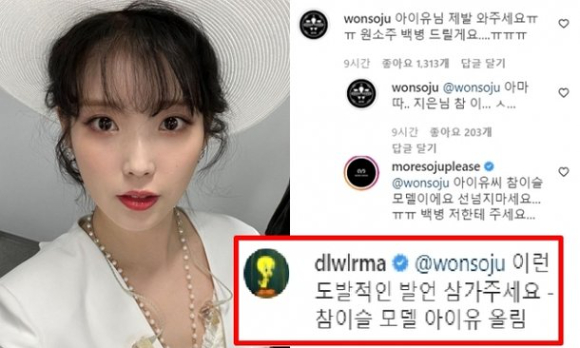 wonsoju 아이유님 제발 와주세요ㅠ
ㅠ 원소주 백병 드릴게요....ㅠㅠㅠ
9시간 좋아요 1,313개 답글 달기
wonsoju @wonsoju 아마
따.. 지은님 참 이... ㅅ....
9시간 좋아요 203개
답글 달기
moresojuplease
@wonsoju 아이유씨 참이슬
모델이에요 선넘지마세요...
ㅠㅠ 백병 저한테 주세요...
dlwlrma @wonsoju 이런
도발적인 발언 삼가주세요 -
참이슬 모델 아이유 올림